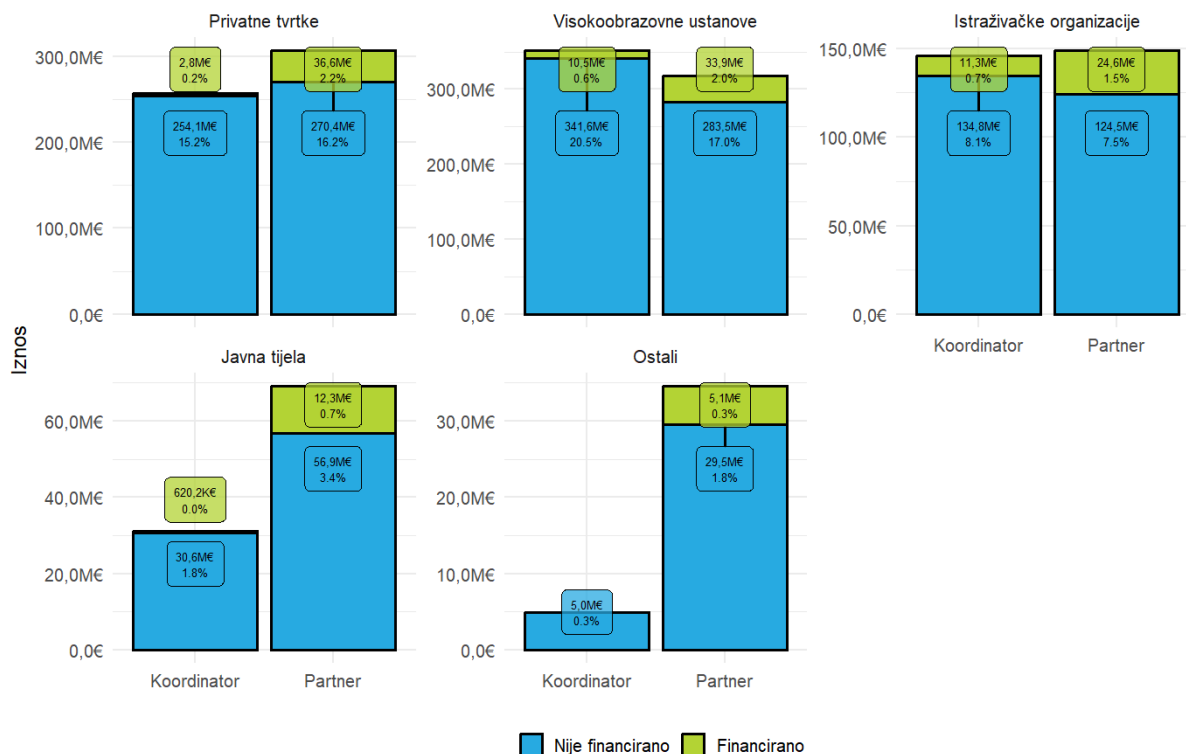 Privatne tvrtke
Visokoobrazovne ustanove
Istraživačke organizacije
300,0M€
200,0M€
100,0M€
0,0€
2,8M€
0.2%
254,1M€
15.2%
36,6M€
2.2%
270,4M€
16.2%
300,0M€
200,0M€
100,0M€
0,0€
10,5M€
0.6%
341,6M€
20.5%
33,9M€
2.0%
283,5M€
17.0%
150,0M€
100,0M€
50,0M€
0,0€
11,3M€
0.7%
134,8M€
8.1%
24,6M€
1.5%
124,5M€
7.5%
Koordinator
Partner
Iznos
Javna tijela
Ostali
60,0M€
40,0M€
20,0M€
0,0€
620,2K€
0.0%
30,6M€
1.8%
12,3M€
0.7%
56,9M€
3.4%
Koordinator
Partner
30,0M€
20,0M€
10,0M€
0,0€
5,0M€
0.3%
5,1M€
0.3%
29,5M€
1.8%
Koordinator
Partner
Nije financirano
Financirano